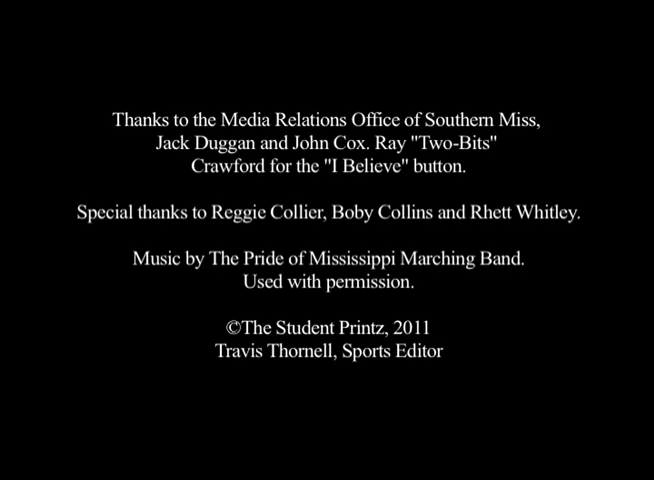 Thanks to the Media Relations Office of Southern Miss,
Jack Duggan and John Cox. Ray "Two-Bits"
Crawford for the "I Believe" button.
Special thanks to Reggie Collier, Boby Collins and Rhett Whitley.
Music by The Pride of Mississippi Marching Band.
Used with permission.
©The Student Printz, 2011
Travis Thornell, Sports Editor